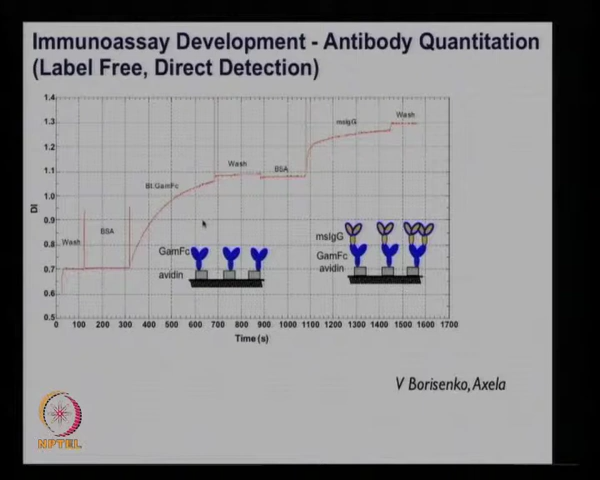 Immunoassay Development - Antibody Quantitation
(Label Free, Direct Detection)
1.4
1.3
1.2
1.1
1.0
0.9
0.8
0.7
0.6
0.5
DI
Wash
BSA
Bt.GamFc
Wash
BSA
msIgG
Wash
GamFc
avidin
msIgG
GamFc
avidin
0 100 200 300 400 500 600 700 800 900 1000 1100 1200 1300 1400 1500 1600 1700
Time (s)
V Borisenko, Axela
NPTEL